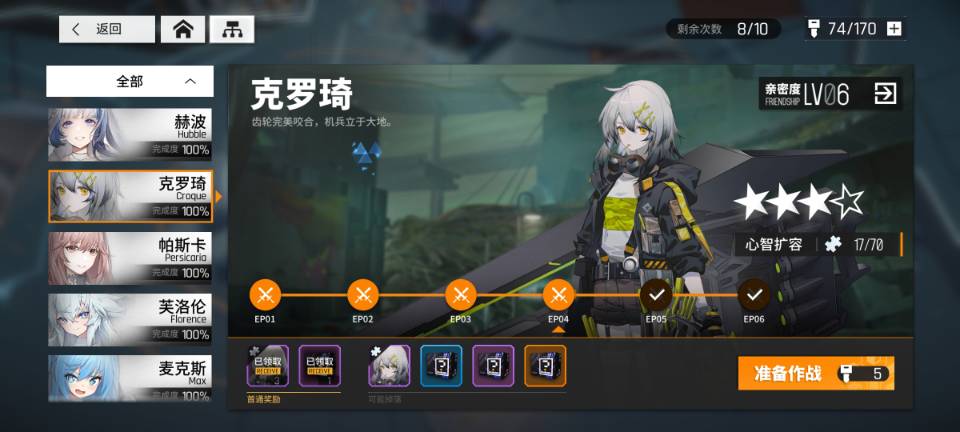 返回
剩余次数 8/10
74/170
全部
赫波
Hubble
完成度 100%
克罗琦
Croque
完成度 100%
帕斯卡
Persicaria
完成度 100%
芙洛伦
Florence
完成度 100%
麦克斯
Max
完成度 100%
克罗琦
齿轮完美咬合，机兵立于大地。
亲密度
FRIENDSHIP
LV06
心智扩容 17/70
EP01
EP02
EP03
EP04
EP05
EP06
已领取
RECEIVE
3
已领取
RECEIVE
1
首通奖励
可能掉落
准备作战 5